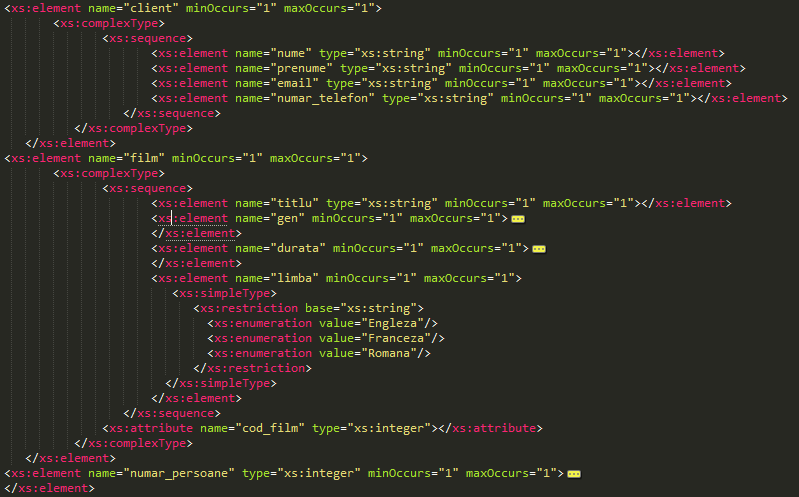 <xs:element name="client" minOccurs="1" maxOccurs="1">
<xs:complexType>
<xs:sequence>
<xs:element name="nume" type="xs:string" minOccurs="1" maxOccurs="1"></xs:element>
<xs:element name="prenume" type="xs:string" minOccurs="1" maxOccurs="1"></xs:element>
<xs:element name="email" type="xs:string" minOccurs="1" maxOccurs="1"></xs:element>
<xs:element name="numar_telefon" type="xs:string" minOccurs="1" maxOccurs="1"></xs:element>
</xs:sequence>
</xs:complexType>
</xs:element>
<xs:element name="film" minOccurs="1" maxOccurs="1">
<xs:complexType>
<xs:sequence>
<xs:element name="titlu" type="xs:string" minOccurs="1" maxOccurs="1"></xs:element>
<xs:element name="gen" minOccurs="1" maxOccurs="1">
</xs:element>
<xs:element name="durata" minOccurs="1" maxOccurs="1">
</xs:element>
<xs:element name="limba" minOccurs="1" maxOccurs="1">
<xs:simpleType>
<xs:restriction base="xs:string">
<xs:enumeration value="Engleza"/>
<xs:enumeration value="Franceza"/>
<xs:enumeration value="Romana"/>
</xs:restriction>
</xs:simpleType>
</xs:element>
</xs:sequence>
<xs:attribute name="cod_film" type="xs:integer"></xs:attribute>
</xs:complexType>
</xs:element>
<xs:element name="numar_persoane" type="xs:integer" minOccurs="1" maxOccurs="1">
</xs:element>